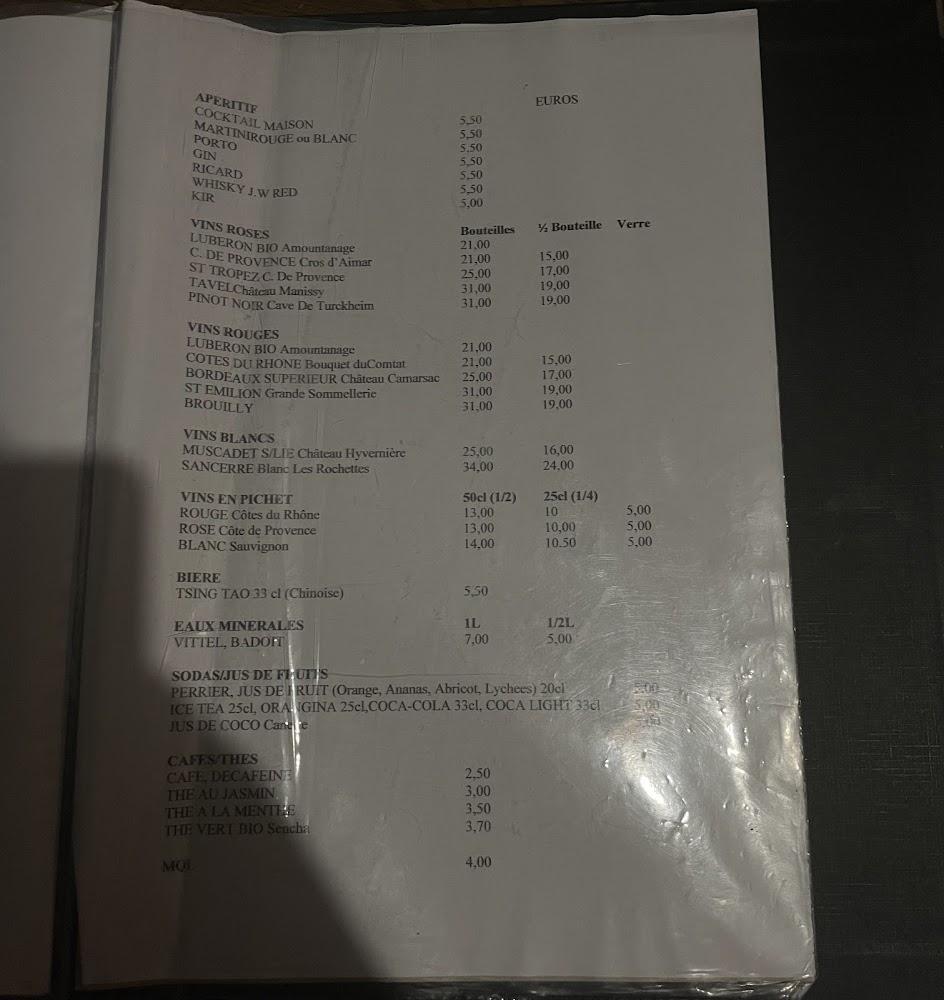 APERITIF EUROS
COCKTAIL MAISON 5,50
MARTINIROUGE ou BLANC 5,50
PORTO 5,50
GIN 5,50
RICARD 5,50
WHISKY J.W RED 5,50
KIR 5,00
VINS ROSES Bouteilles ½ Bouteille Verre
LUBERON BIO Amountanage 21,00
C. DE PROVENCE Cros d'Aimar 21,00 15,00
ST TROPEZ C. De Provence 25,00 17,00
TAVELChâteau Manissy 31,00 19,00
PINOT NOIR Cave De Turckheim 31,00 19,00
VINS ROUGES
LUBERON BIO Amountanage 21,00
COTES DU RHONE Bouquet duComtat 21,00 15,00
BORDEAUX SUPERIEUR Château Camarsac 25,00 17,00
ST EMILION Grande Sommellerie 31,00 19,00
BROUILLY 31,00 19,00
VINS BLANCS
MUSCADET S/LIE Château Hyvernière 25,00 16,00
SANCERRE Blanc Les Rochettes 34,00 24,00
VINS EN PICHET 50cl (1/2) 25cl (1/4)
ROUGE Côtes du Rhône 13,00 10 5,00
ROSE Côte de Provence 13,00 10,00 5,00
BLANC Sauvignon 14,00 10.50 5,00
BIERE
TSING TAO 33 cl (Chinoise) 5,50
EAUX MINERALES 1L 1/2L
VITTEL, BADOIT 7,00 5,00
SODAS/JUS DE FRUITS
PERRIER, JUS DE FRUIT (Orange, Ananas, Abricot, Lychees) 20cl 5,00
ICE TEA 25cl, ORANGINA 25cl,COCA-COLA 33cl, COCA LIGHT 33cl 5,00
JUS DE COCO
CAFES/THES
CAFE, DECAFEINE 2,50
THE AU JASMIN 3,00
THE A LA MENTHE 3,50
THE VERT BIO Sencha 3,70
4,00